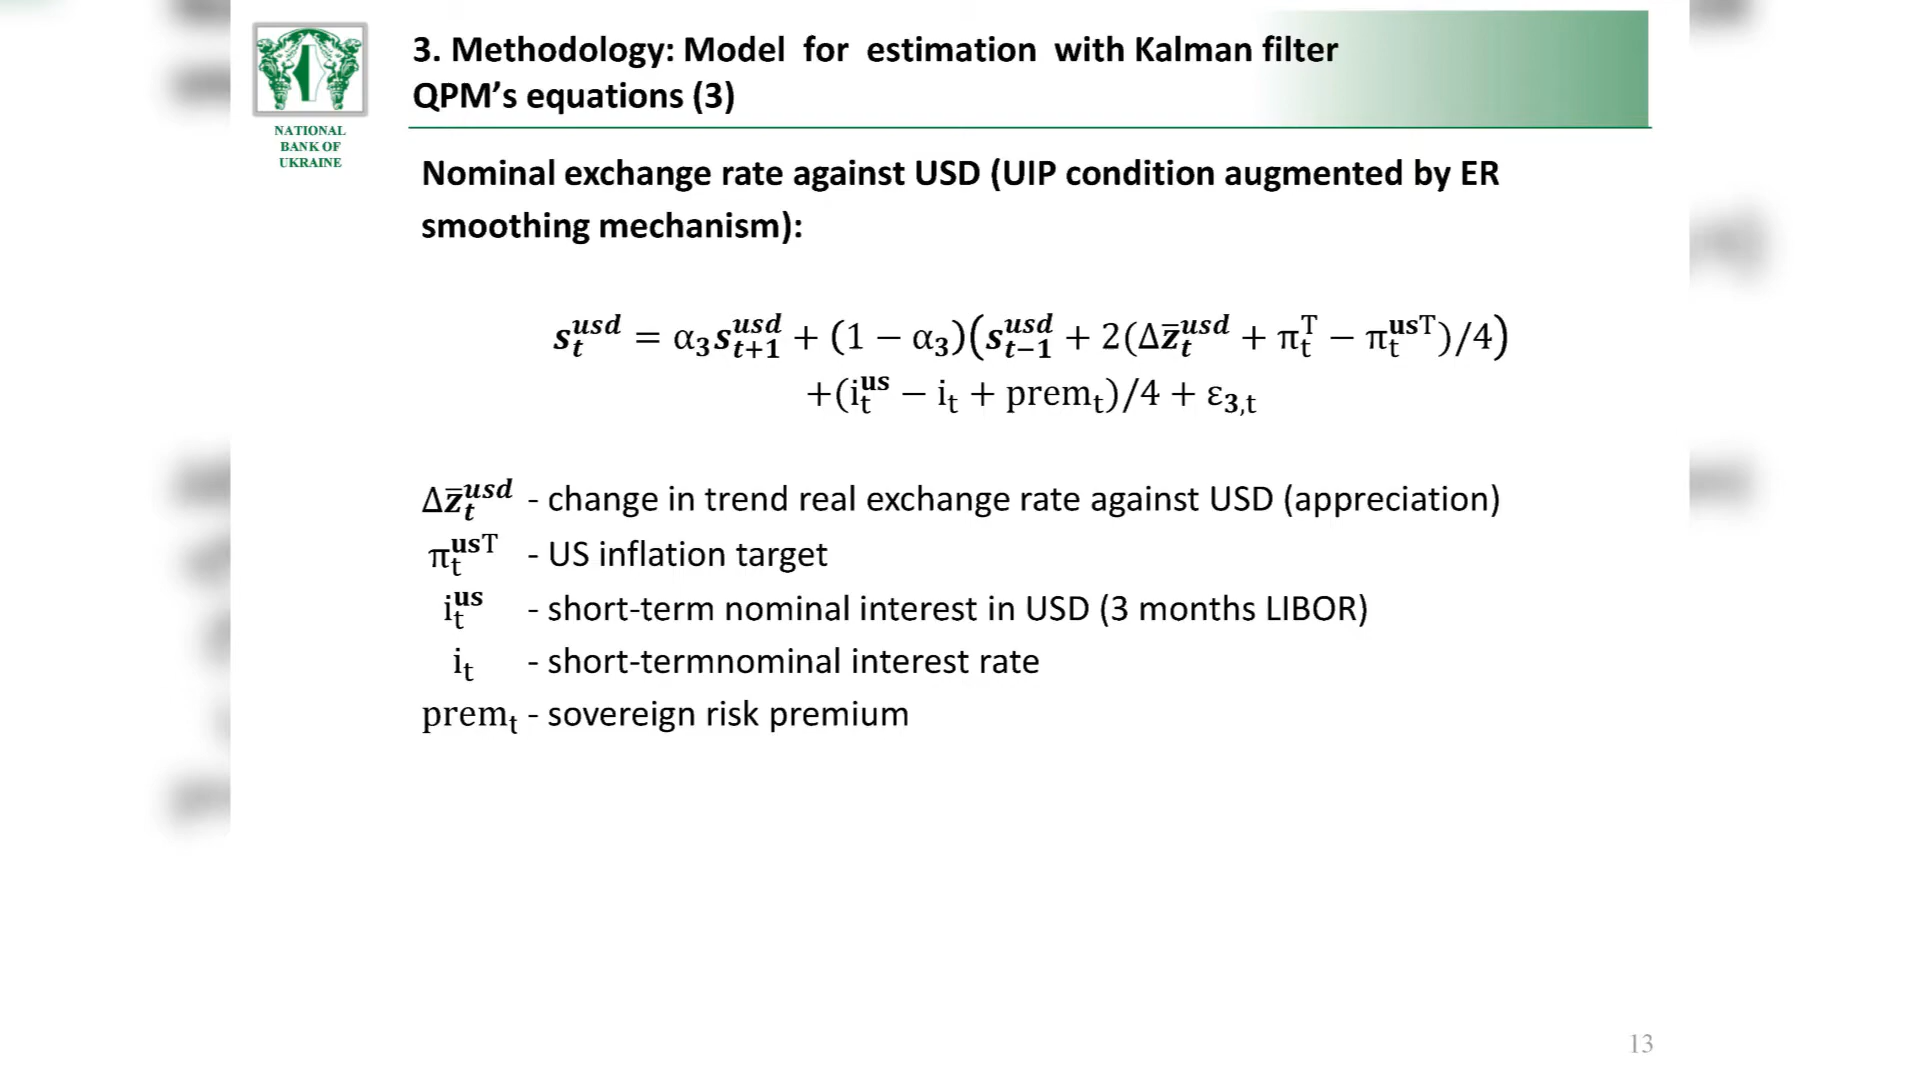 3. Methodology: Model for estimation with Kalman filter
QPM's equations (3)
NATIONAL
BANK OF
UKRAINE
Nominal exchange rate against USD (UIP condition augmented by ER
smoothing mechanism):
$s_t^{usd} = α_3 s_{t+1}^{usd} + (1 − α_3)(s_{t−1}^{usd} + 2(Δ\bar{z}_t^{usd} + π_t^T − π_t^{usT})/4)$
$+(i_t^{us} − i_t + prem_t)/4 + ε_{3,t}$
$Δ\bar{z}_t^{usd}$ - change in trend real exchange rate against USD (appreciation)
$π_t^{usT}$ - US inflation target
$i_t^{us}$ - short-term nominal interest in USD (3 months LIBOR)
$i_t$ - short-termnominal interest rate
$prem_t$ - sovereign risk premium
13